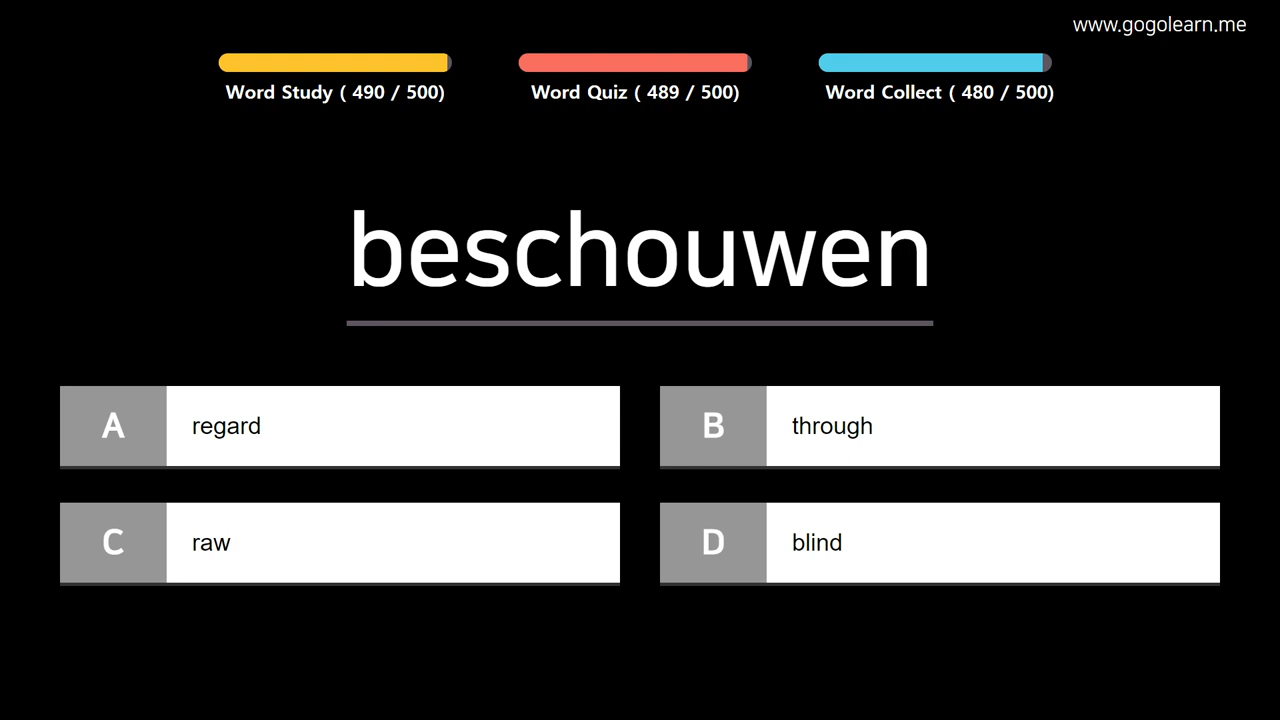 www.gogolearn.me
Word Study ( 490 / 500)
Word Quiz ( 489 / 500)
Word Collect ( 480 / 500)
beschouwen
A regard
B through
C raw
D blind